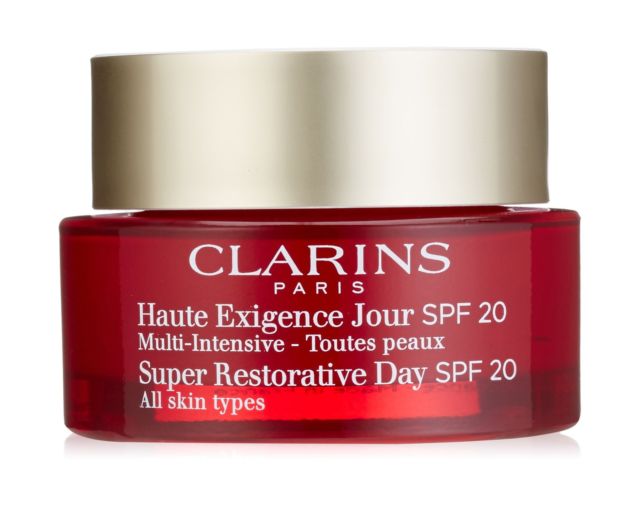 CLARINS
PARIS
Haute Exigence Jour SPF 20
Multi-Intensive - Toutes peaux
Super Restorative Day SPF 20
All skin types